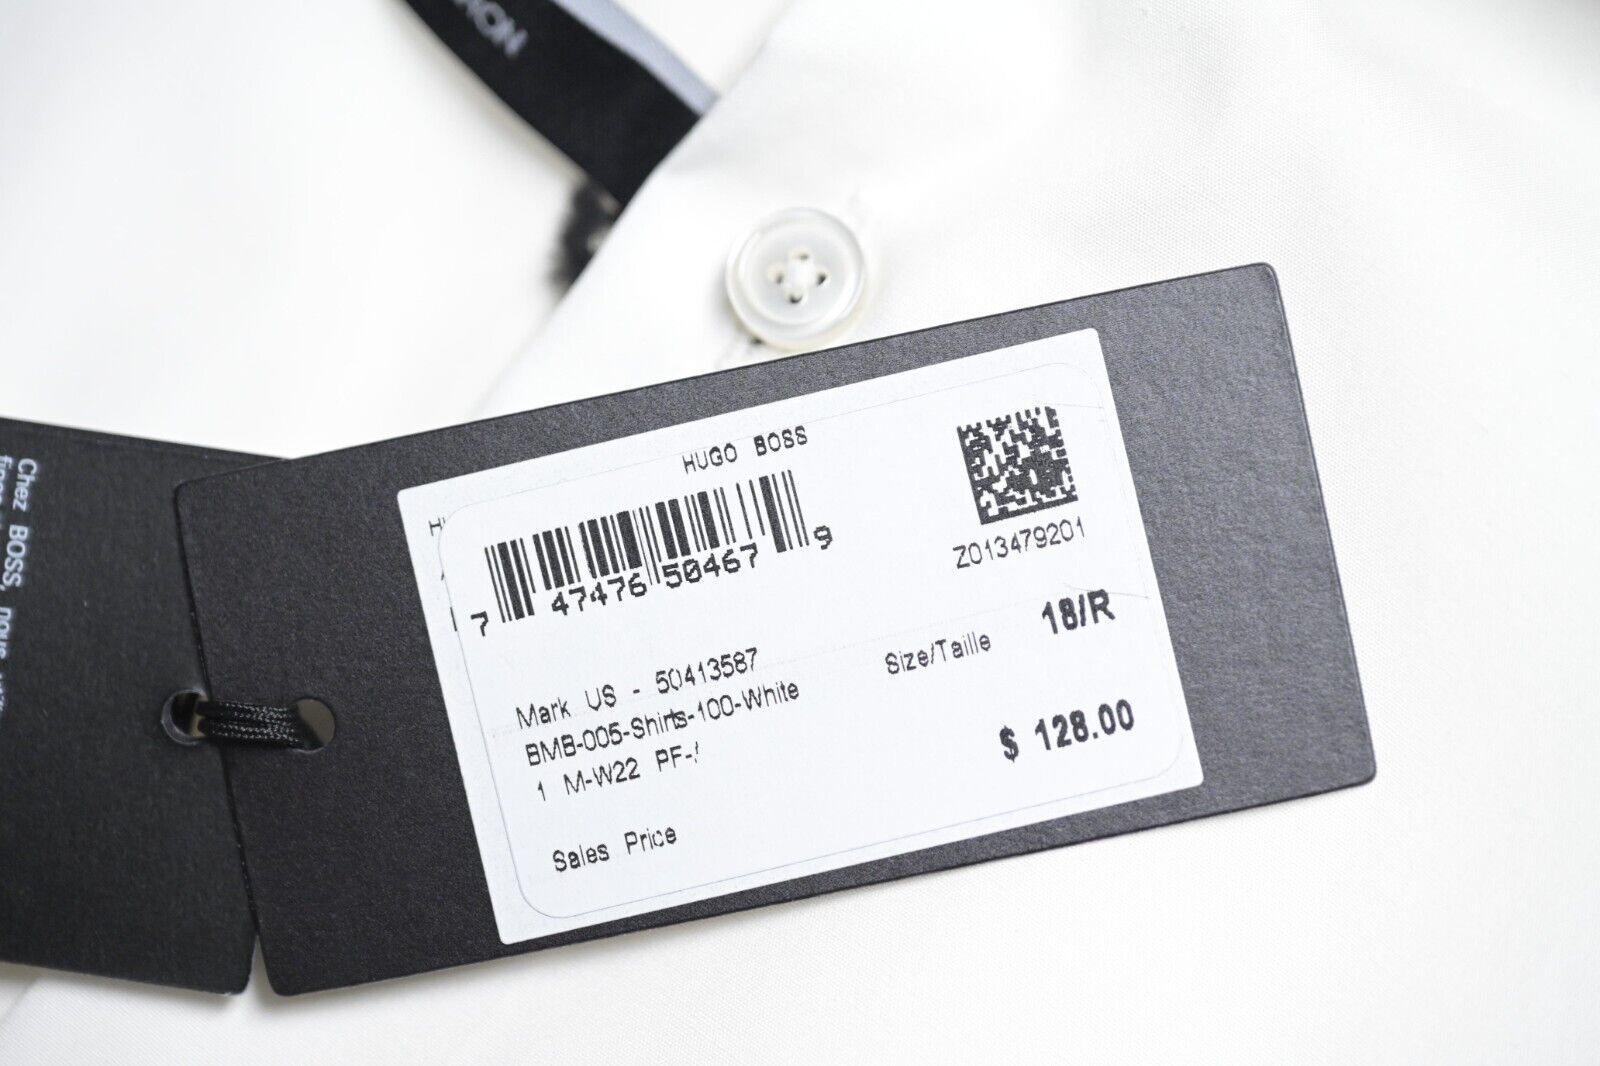 HUGO BOSS
7 47476 50467 9
Z013479201
Mark US - 50413587
BMB-005-Shirts-100-White
1 M-W22 PF-
Size/Taille 18/R
$ 128.00
Sales Price
Chez BOSS, nous